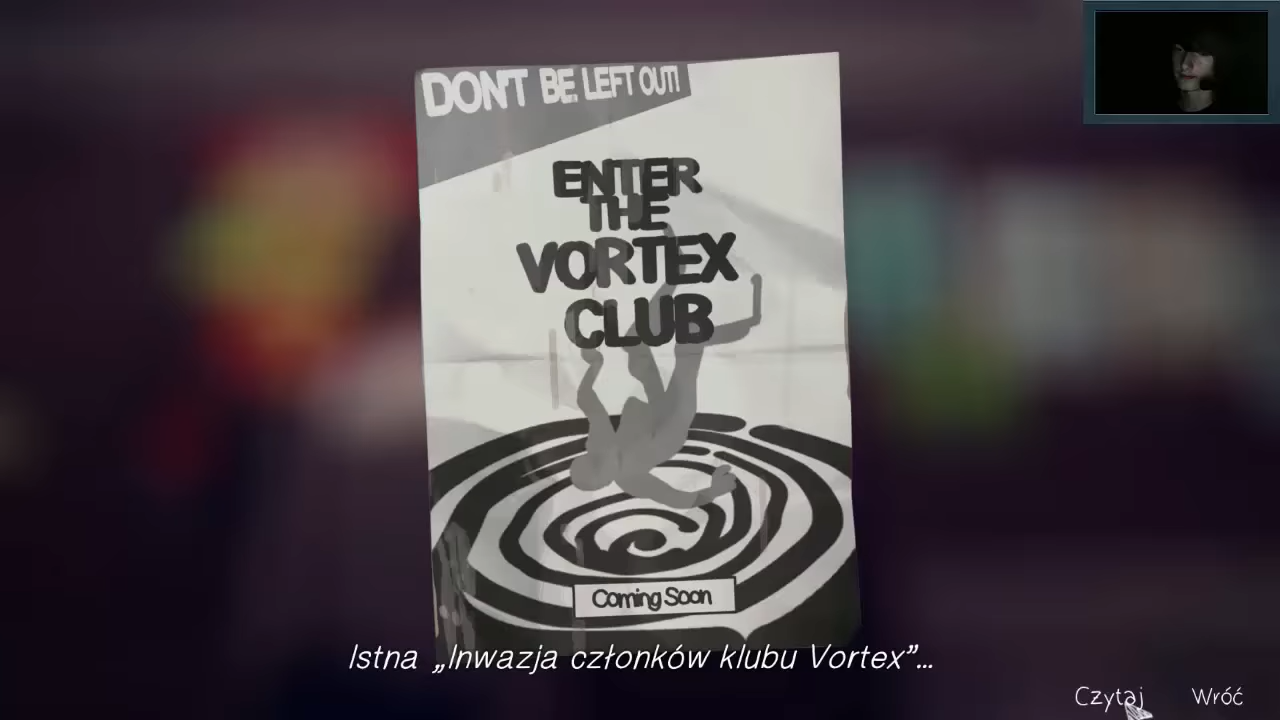 DON'T BE LEFT OUT!
ENTER
THE
VORTEX
CLUB
Coming Soon
Istna „Inwazja członków klubu Vortex”...
Czytaj Wróć